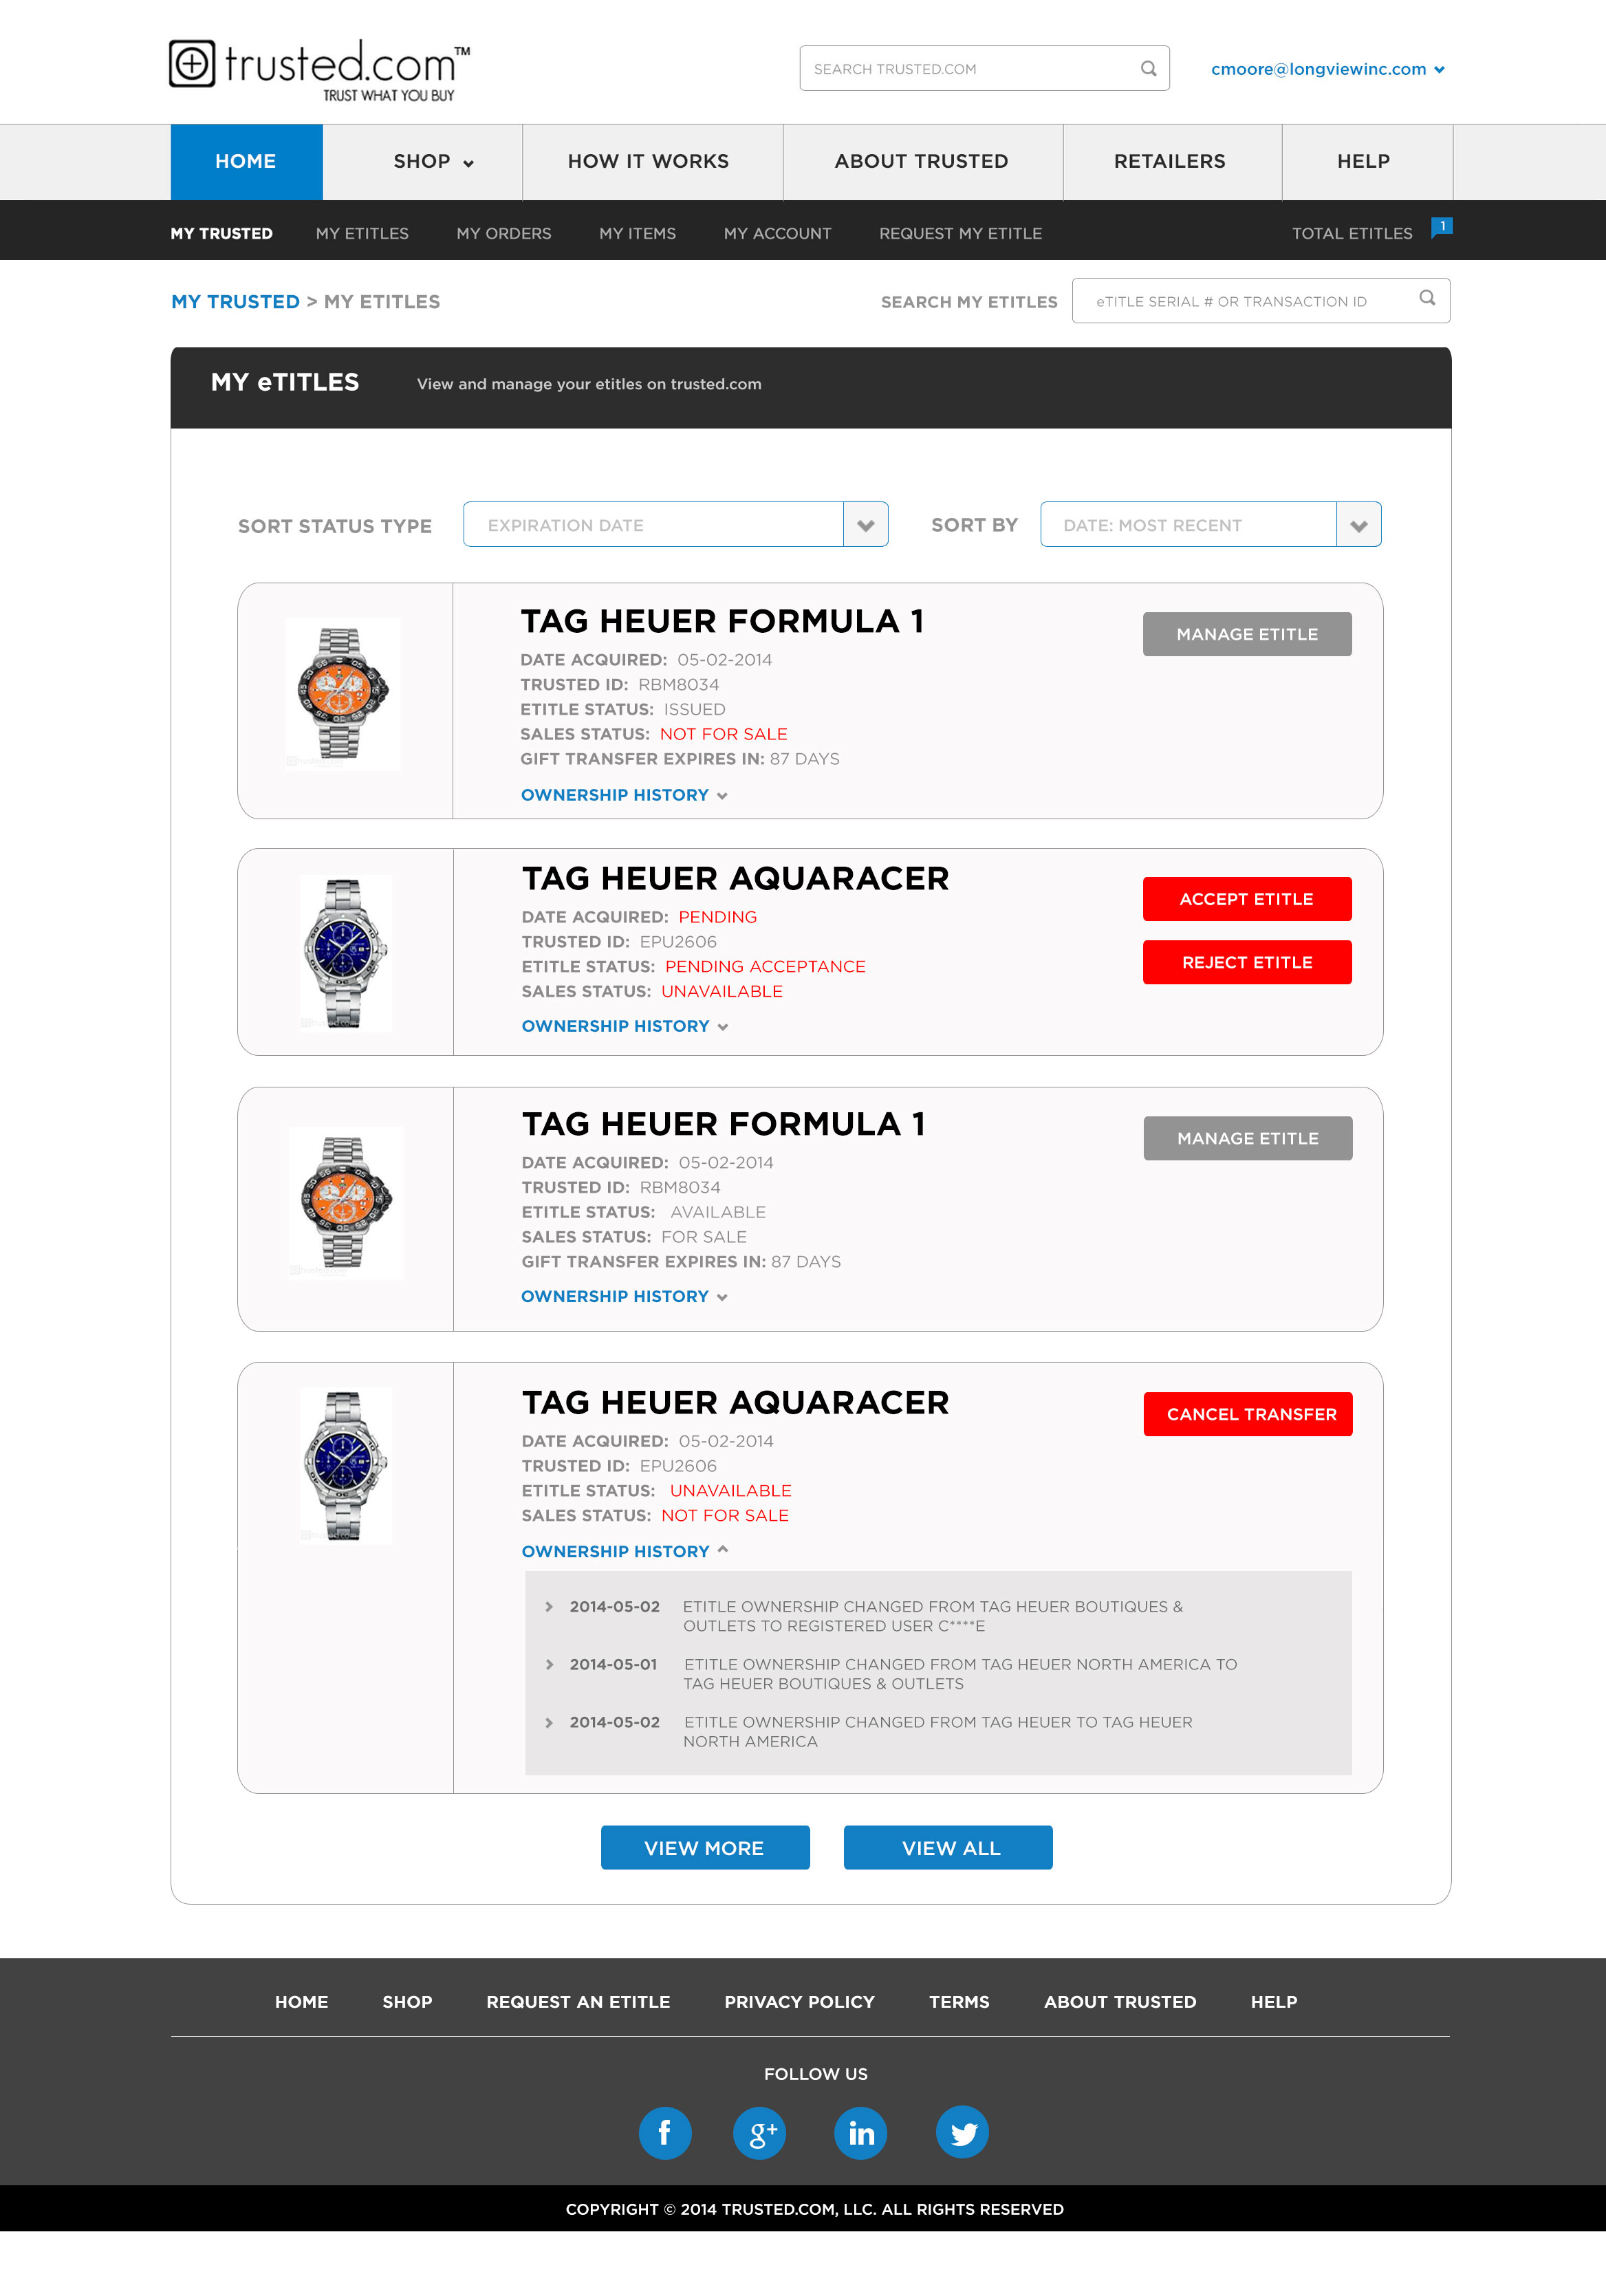 trusted.com™
TRUST WHAT YOU BUY
SEARCH TRUSTED.COM
cmoore@longviewinc.com
HOME
SHOP
HOW IT WORKS
ABOUT TRUSTED
RETAILERS
HELP
MY TRUSTED
MY ETITLES
MY ORDERS
MY ITEMS
MY ACCOUNT
REQUEST MY ETITLE
TOTAL ETITLES
1
MY TRUSTED > MY ETITLES
SEARCH MY ETITLES
eTITLE SERIAL # OR TRANSACTION ID
MY eTITLES
View and manage your etitles on trusted.com
SORT STATUS TYPE
EXPIRATION DATE
SORT BY
DATE: MOST RECENT
TAG HEUER FORMULA 1
MANAGE ETITLE
DATE ACQUIRED: 05-02-2014
TRUSTED ID: RBM8034
ETITLE STATUS: ISSUED
SALES STATUS: NOT FOR SALE
GIFT TRANSFER EXPIRES IN: 87 DAYS
OWNERSHIP HISTORY
TAG HEUER AQUARACER
ACCEPT ETITLE
REJECT ETITLE
DATE ACQUIRED: PENDING
TRUSTED ID: EPU2606
ETITLE STATUS: PENDING ACCEPTANCE
SALES STATUS: UNAVAILABLE
OWNERSHIP HISTORY
TAG HEUER FORMULA 1
MANAGE ETITLE
DATE ACQUIRED: 05-02-2014
TRUSTED ID: RBM8034
ETITLE STATUS: AVAILABLE
SALES STATUS: FOR SALE
GIFT TRANSFER EXPIRES IN: 87 DAYS
OWNERSHIP HISTORY
TAG HEUER AQUARACER
CANCEL TRANSFER
DATE ACQUIRED: 05-02-2014
TRUSTED ID: EPU2606
ETITLE STATUS: UNAVAILABLE
SALES STATUS: NOT FOR SALE
OWNERSHIP HISTORY
2014-05-02 ETITLE OWNERSHIP CHANGED FROM TAG HEUER BOUTIQUES &
OUTLETS TO REGISTERED USER C****E
2014-05-01 ETITLE OWNERSHIP CHANGED FROM TAG HEUER NORTH AMERICA TO
TAG HEUER BOUTIQUES & OUTLETS
2014-05-02 ETITLE OWNERSHIP CHANGED FROM TAG HEUER TO TAG HEUER
NORTH AMERICA
VIEW MORE
VIEW ALL
HOME
SHOP
REQUEST AN ETITLE
PRIVACY POLICY
TERMS
ABOUT TRUSTED
HELP
FOLLOW US
f
g+
in
COPYRIGHT © 2014 TRUSTED.COM, LLC. ALL RIGHTS RESERVED